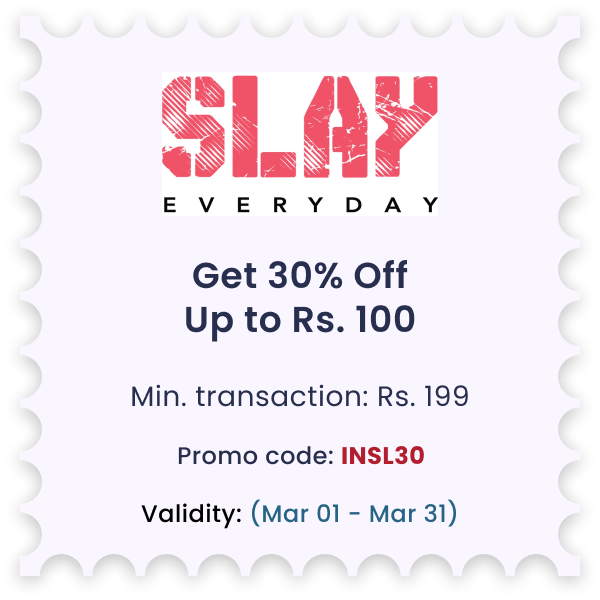 SLAY
EVERYDAY
Get 30% Off
Up to Rs. 100
Min. transaction: Rs. 199
Promo code: INSL30
Validity: (Mar 01 - Mar 31)